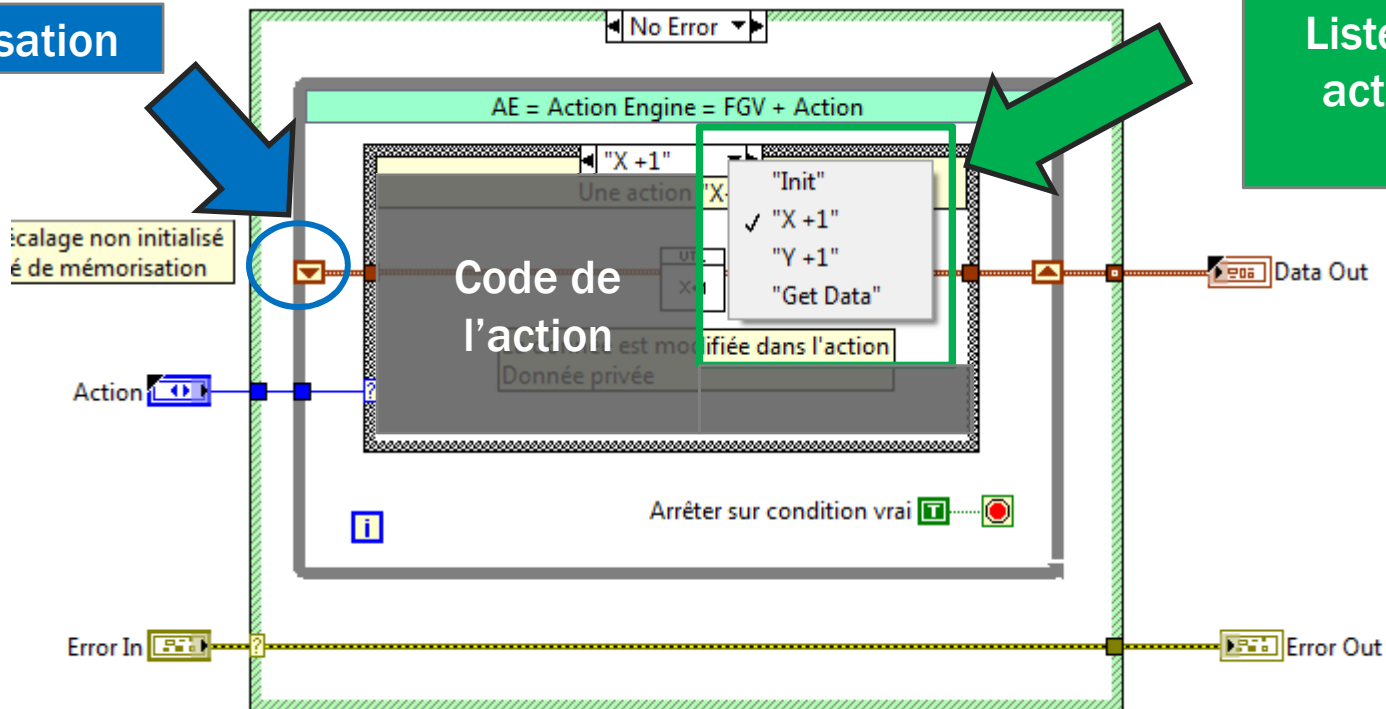 sation
No Error
Liste
act
AE = Action Engine = FGV + Action
"X +1"
Une action "X
"Init"
"X +1"
"Y +1"
"Get Data"
écalage non initialisé
é de mémorisation
Code de
l'action
Data Out
est modifiée dans l'action
Donnée privée
Action
?
i
Arrêter sur condition vrai T
Error In
?
Error Out